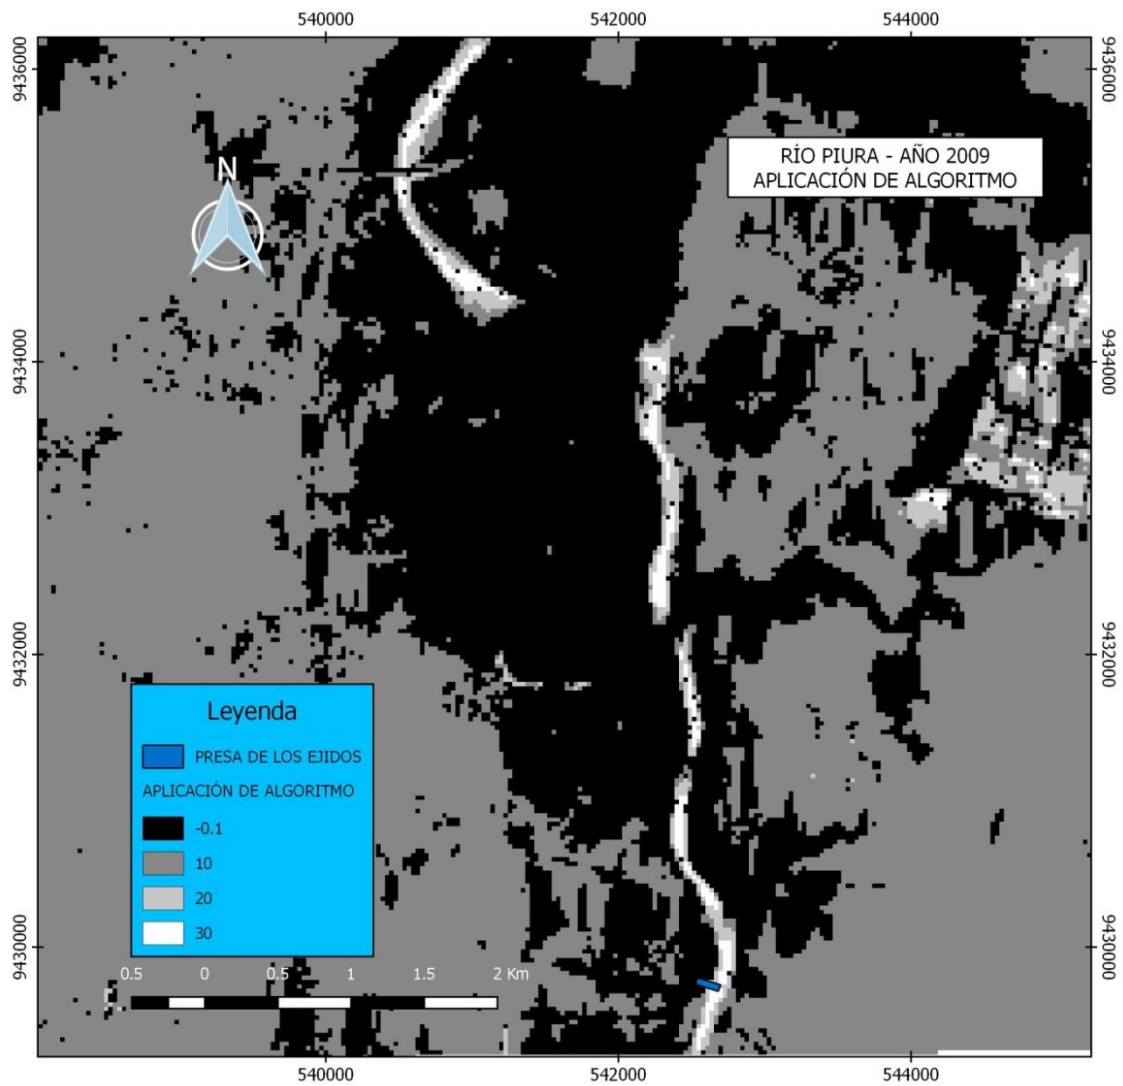 540000 542000 544000
9436000 9436000
RÍO PIURA - AÑO 2009
APLICACIÓN DE ALGORITMO
N
9434000 9434000
9432000 9432000
Leyenda
PRESA DE LOS EJIDOS
APLICACIÓN DE ALGORITMO
-0.1
10
20
30
9430000 9430000
0.5 0 0.5 1 1.5 2 Km
540000 542000 544000